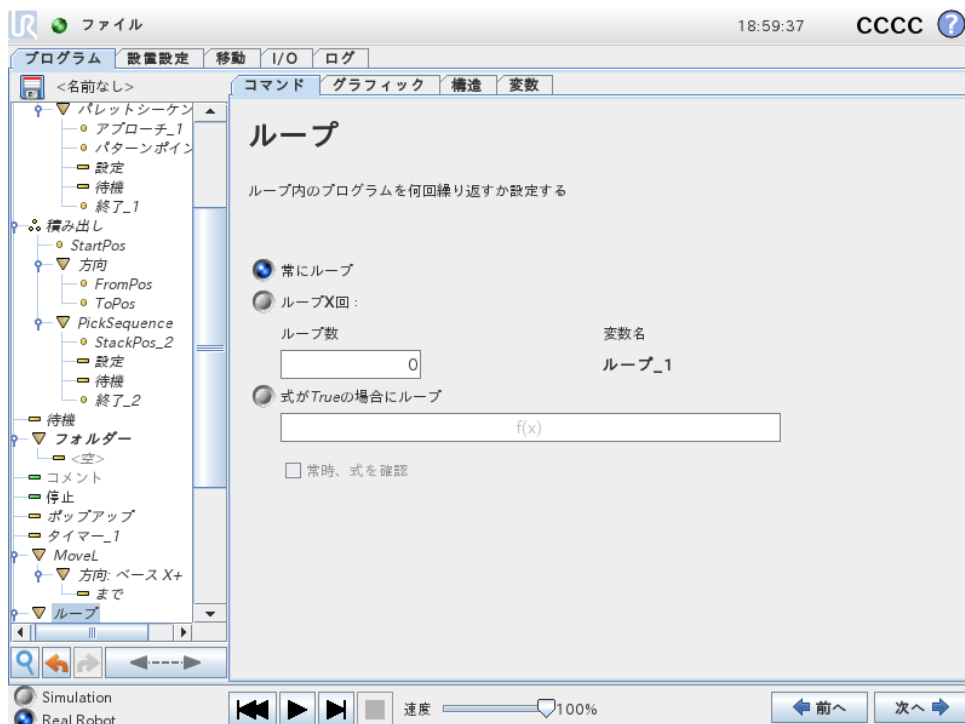 UR ファイル 18:59:37 CCCC ?
プログラム 設置設定 移動 I/O ログ
<名前なし>
コマンド グラフィック 構造 変数
パレットシーケン
アプローチ_1
パターンポイン
設定
待機
終了_1
積み出し
StartPos
方向
FromPos
ToPos
PickSequence
StackPos_2
設定
待機
終了_2
待機
フォルダー
<空>
コメント
停止
ポップアップ
タイマー_1
MoveL
方向: ベース X+
まで
ループ
ループ
ループ内のプログラムを何回繰り返すか設定する
常にループ
ループX回 :
ループ数 変数名
0 ループ_1
式がTrueの場合にループ
f(x)
常時、式を確認
Simulation
Real Robot
速度 100%
前へ 次へ